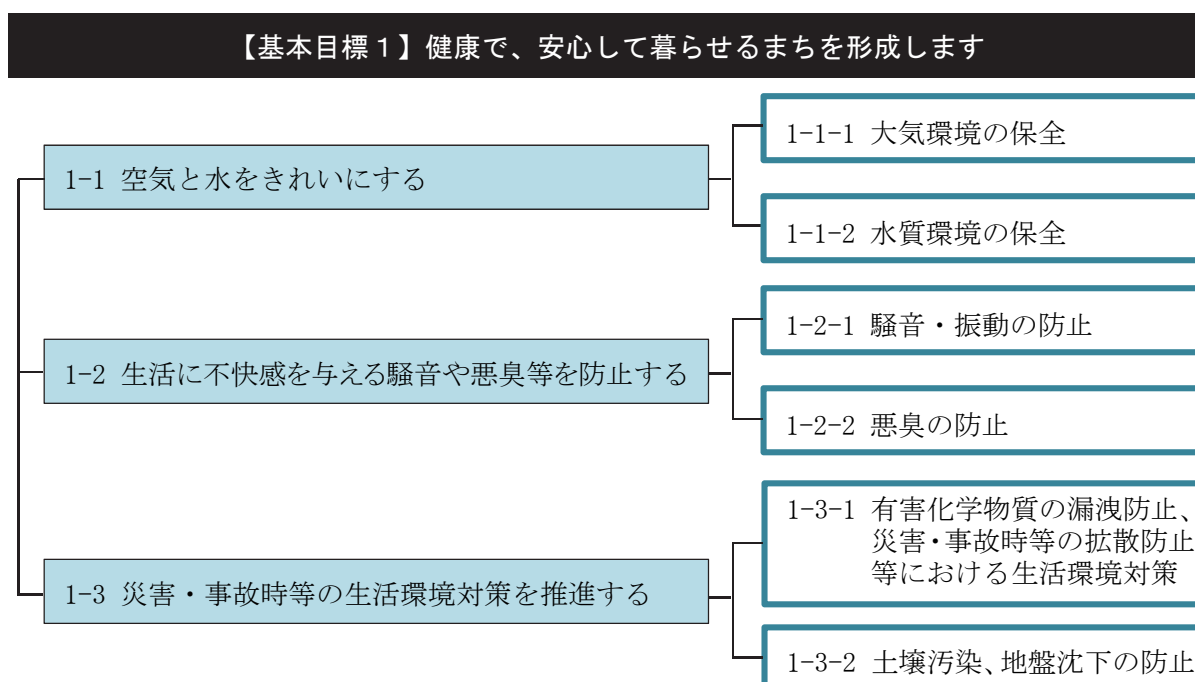 【基本目標1】健康で、安心して暮らせるまちを形成します
1-1 空気と水をきれいにする
1-1-1 大気環境の保全
1-1-2 水質環境の保全
1-2 生活に不快感を与える騒音や悪臭等を防止する
1-2-1 騒音・振動の防止
1-2-2 悪臭の防止
1-3 災害・事故時等の生活環境対策を推進する
1-3-1 有害化学物質の漏洩防止、
災害・事故時等の拡散防止
等における生活環境対策
1-3-2 土壌汚染、地盤沈下の防止